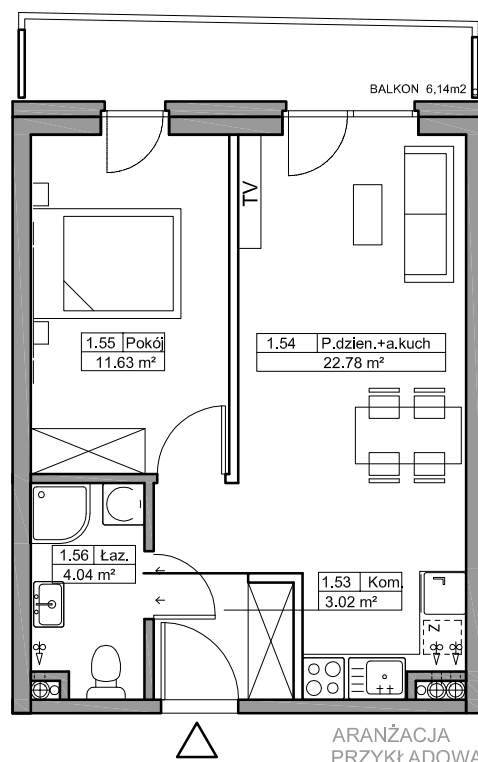 BALKON 6,14m2
TV
1.55 Pokój
11.63 m²
1.54 P.dzien.+a.kuch
22.78 m²
1.56 Łaz.
4.04 m²
1.53 Kom.
3.02 m²
Z
ARANŻACJA
PRZYKŁADOWA